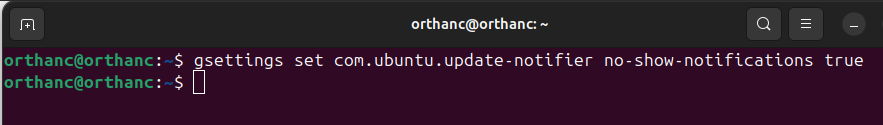 orthanc@orthanc: ~
orthanc@orthanc:~$ gsettings set com.ubuntu.update-notifier no-show-notifications true
orthanc@orthanc:~$